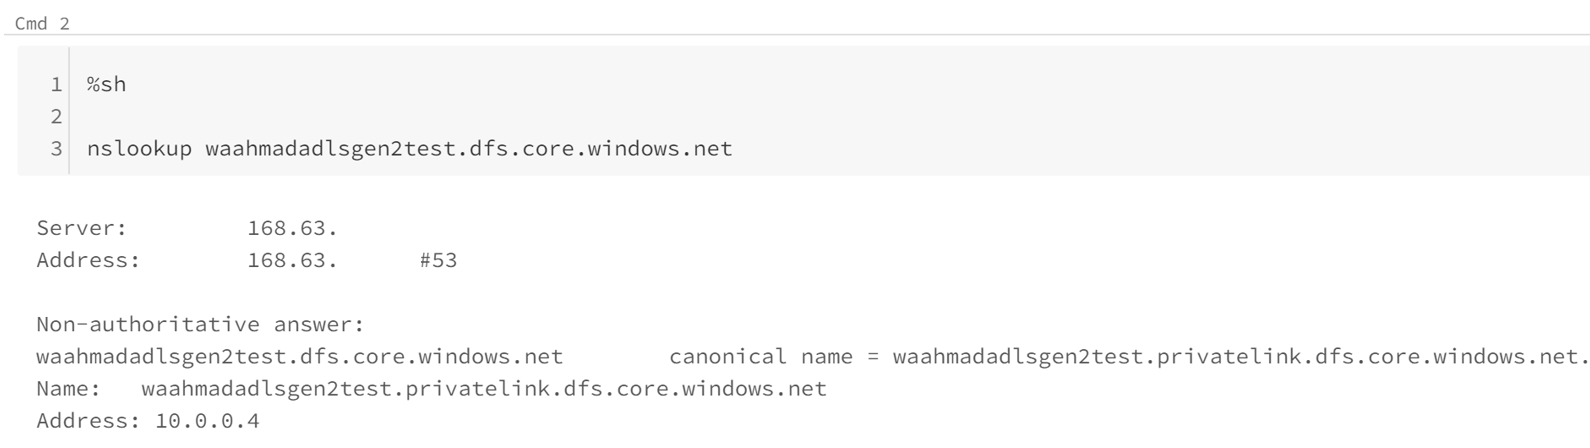 Cmd 2
1 %sh
2
3 nslookup waahmadadlsgen2test.dfs.core.windows.net
Server: 168.63.
Address: 168.63. #53
Non-authoritative answer:
waahmadadlsgen2test.dfs.core.windows.net canonical name = waahmadadlsgen2test.privatelink.dfs.core.windows.net.
Name: waahmadadlsgen2test.privatelink.dfs.core.windows.net
Address: 10.0.0.4